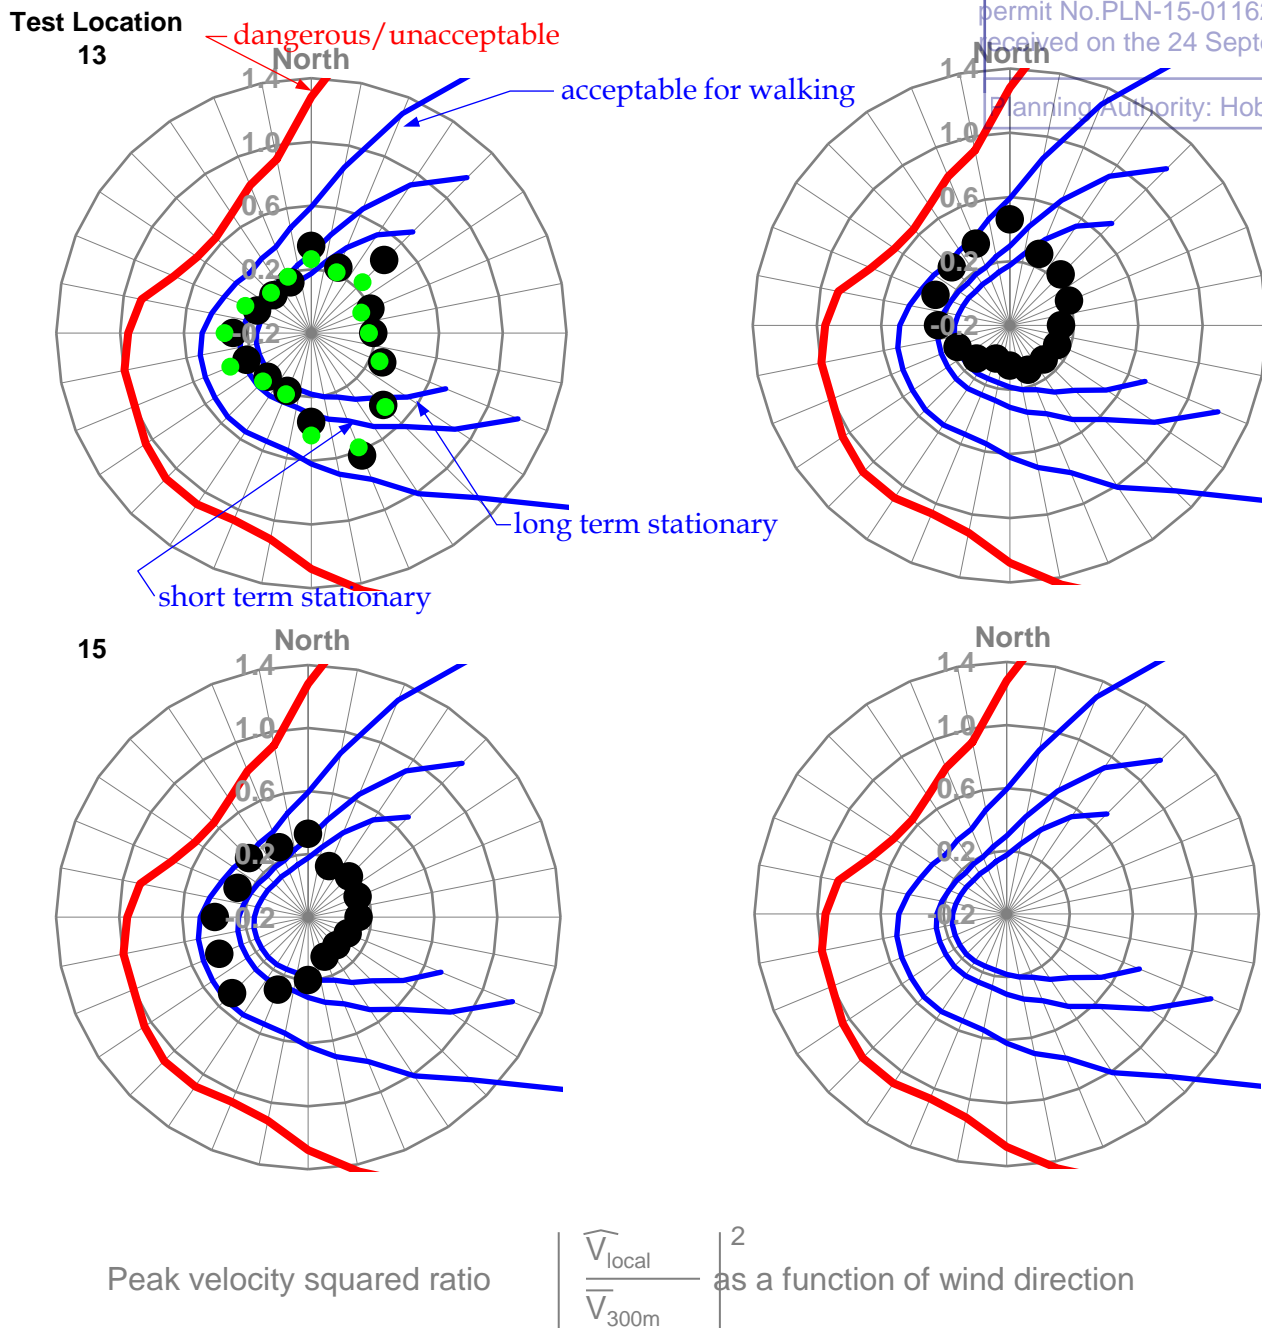 permit No.PLN-15-01162
received on the 24 Septe
Planning Authority: Hob
Test Location
13
dangerous/unacceptable
North
1.4
1.0
0.6
0.2
-0.2
acceptable for walking
long term stationary
short term stationary
North
1.4
1.0
0.6
0.2
-0.2
15
North
1.4
1.0
0.6
0.2
-0.2
North
1.4
1.0
0.6
0.2
-0.2
Peak velocity squared ratio | V̂local / V̅300m |² as a function of wind direction